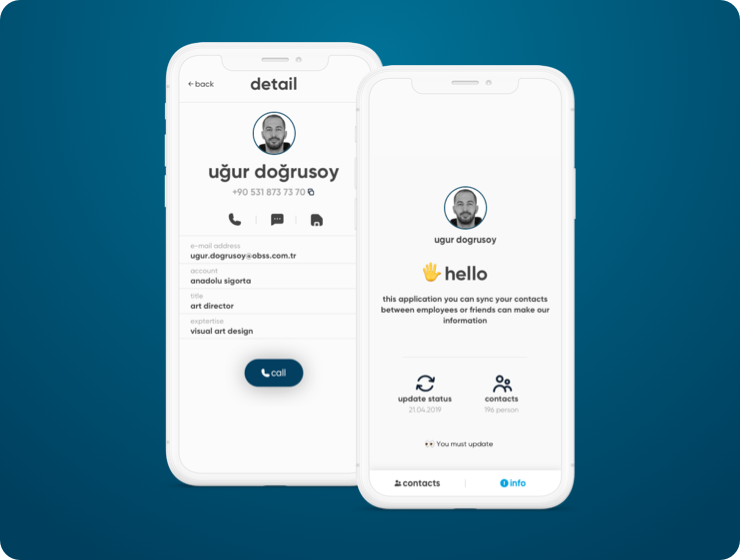 back
detail
uğur doğrusoy
+90 531 873 73 70
e-mail address
ugur.dogrusoy@obss.com.tr
account
anadolu sigorta
title
art director
exptertise
visual art design
call
ugur dogrusoy
hello
this application you can sync your contacts
between employees or friends can make our
information
update status
21.04.2019
contacts
196 person
You must update
contacts
info